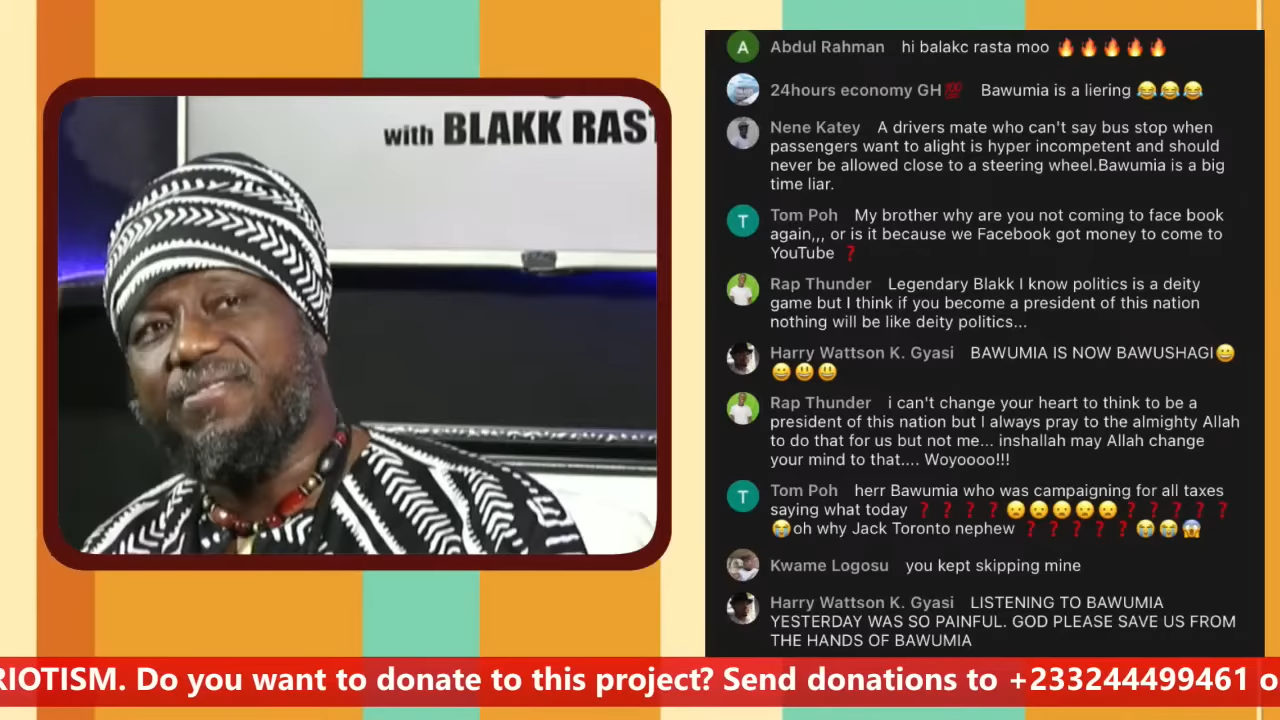 with BLAKK RAST
Abdul Rahman hi balakc rasta moo 🔥🔥🔥🔥🔥
24hours economy GH💯 Bawumia is a liering 😂😂😂
Nene Katey A drivers mate who can't say bus stop when
passengers want to alight is hyper incompetent and should
never be allowed close to a steering wheel.Bawumia is a big
time liar.
T
Tom Poh My brother why are you not coming to face book
again,,, or is it because we Facebook got money to come to
YouTube ❓
Rap Thunder Legendary Blakk I know politics is a deity
game but I think if you become a president of this nation
nothing will be like deity politics...
Harry Wattson K. Gyasi BAWUMIA IS NOW BAWUSHAGI😀
😀😃😃
Rap Thunder i can't change your heart to think to be a
president of this nation but I always pray to the almighty Allah
to do that for us but not me... inshallah may Allah change
your mind to that.... Woyoooo!!!
T
Tom Poh herr Bawumia who was campaigning for all taxes
saying what today ❓❓❓❓😦😦😦😦😦❓❓❓❓❓
😭oh why Jack Toronto nephew ❓❓❓❓❓😭😭😱
Kwame Logosu you kept skipping mine
Harry Wattson K. Gyasi LISTENING TO BAWUMIA
YESTERDAY WAS SO PAINFUL. GOD PLEASE SAVE US FROM
THE HANDS OF BAWUMIA
RIOTISM. Do you want to donate to this project? Send donations to +233244499461 o